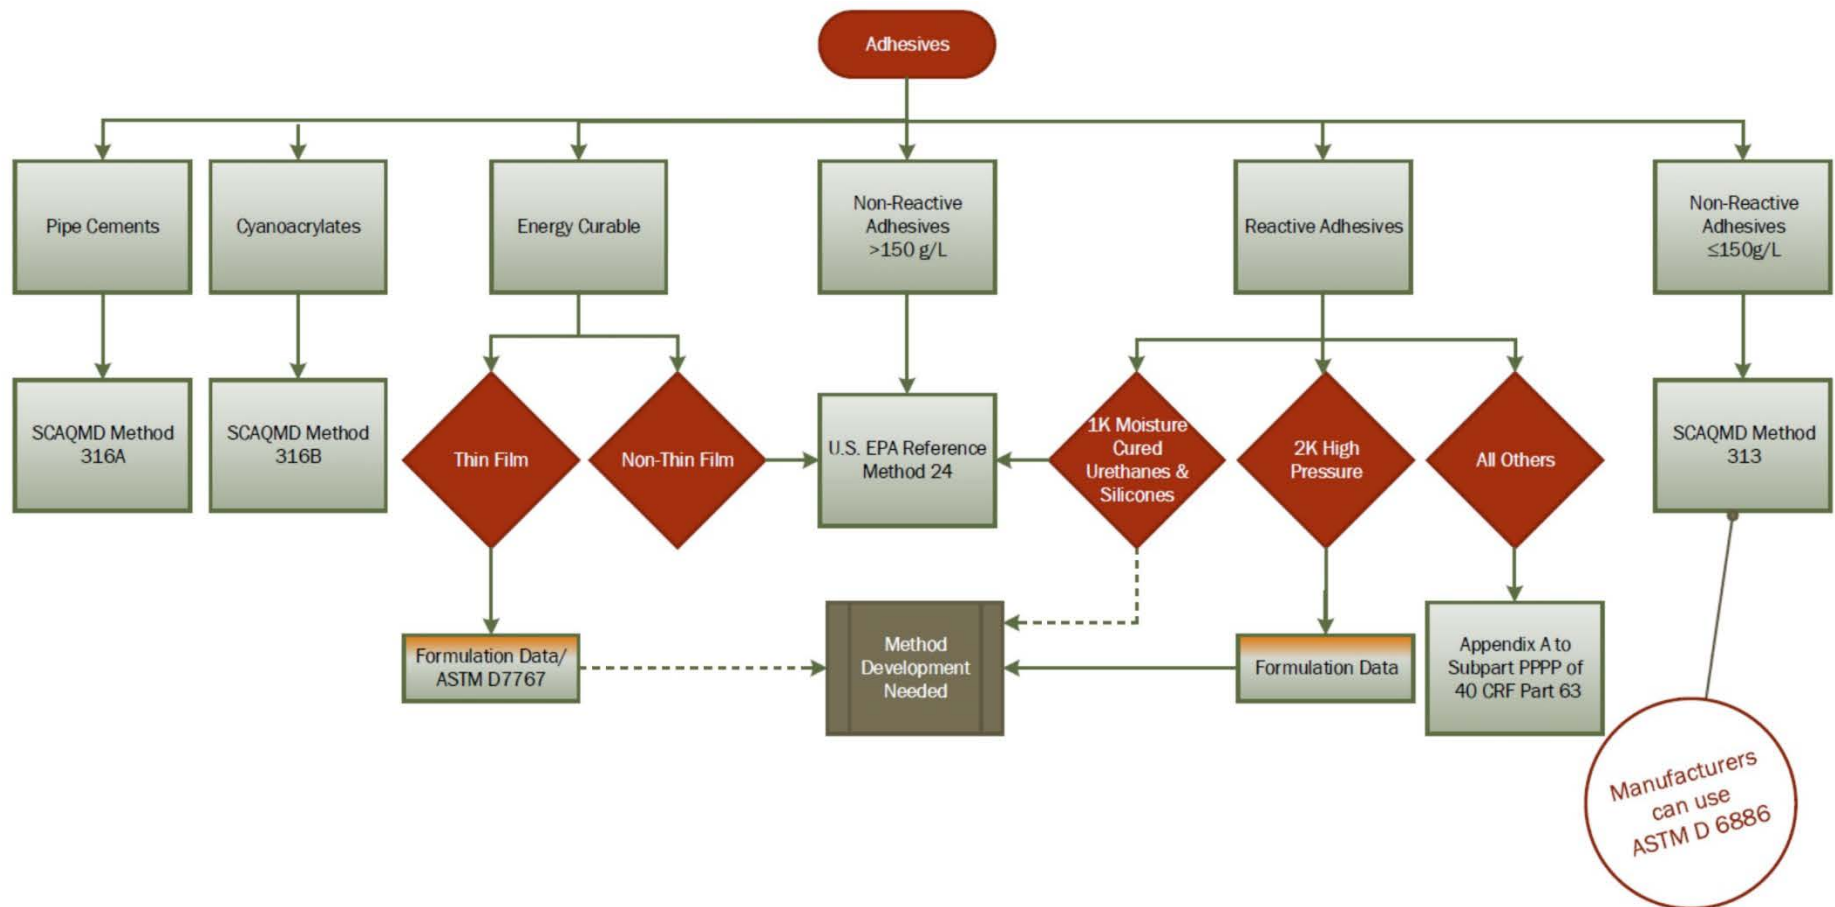 Adhesives
Pipe Cements
Cyanoacrylates
Energy Curable
Non-Reactive
Adhesives
>150 g/L
Reactive Adhesives
Non-Reactive
Adhesives
≤150g/L
SCAQMD Method
316A
SCAQMD Method
316B
Thin Film
Non-Thin Film
U.S. EPA Reference
Method 24
1K Moisture
Cured
Urethanes &
Silicones
2K High
Pressure
All Others
SCAQMD Method
313
Formulation Data/
ASTM D7767
Method
Development
Needed
Formulation Data
Appendix A to
Subpart PPPP of
40 CRF Part 63
Manufacturers
can use
ASTM D 6886